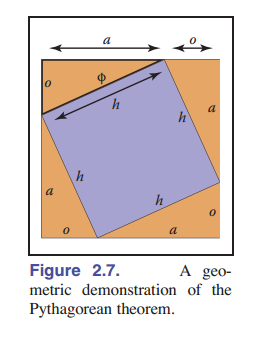 a o
o ϕ
h
a
h
h
a
h
o
o a
Figure 2.7. A geo-
metric demonstration of the
Pythagorean theorem.